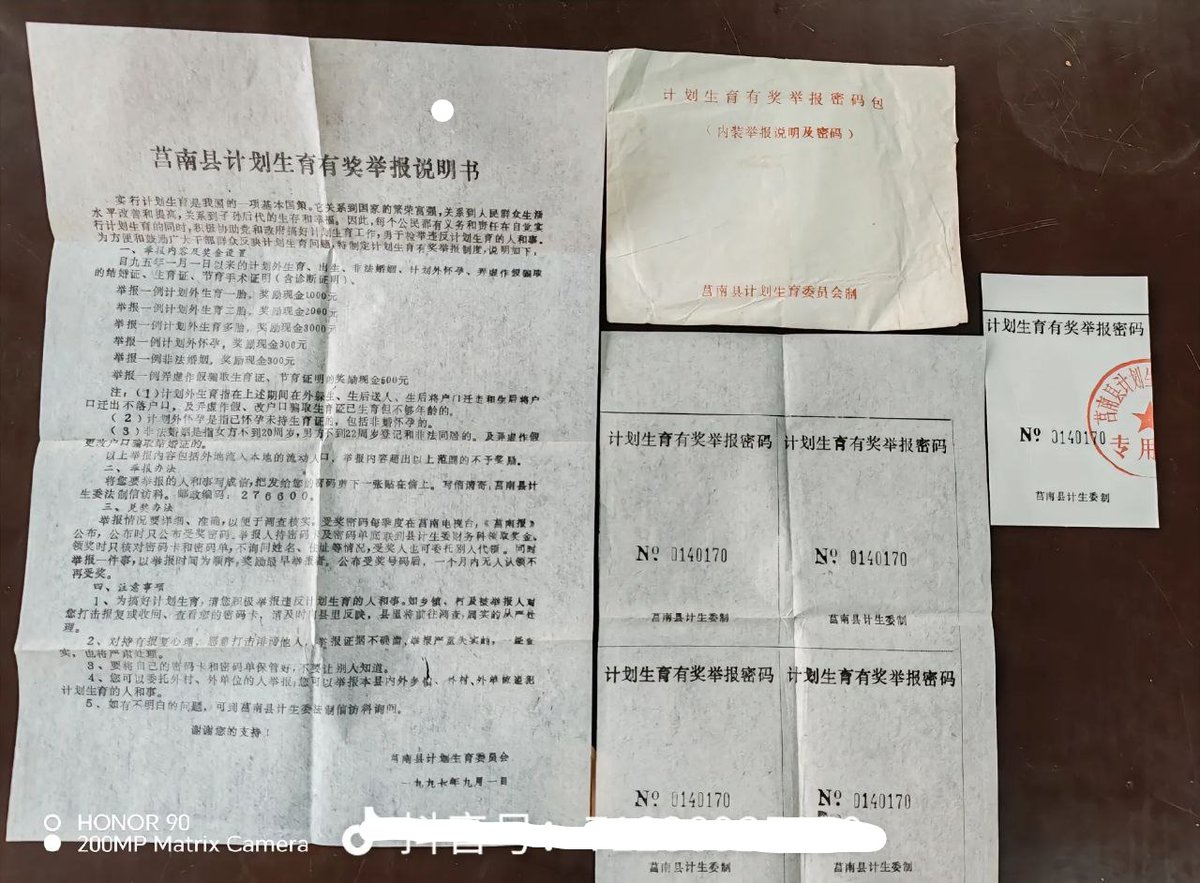 莒南县计划生育有奖举报说明书
实行计划生育是我国的一项基本国策。它关系到国家的繁荣富强,关系到人民群众生活
水平改善和提高,关系到子孙后代的生存和幸福。因此,每个公民都有义务和责任在自觉实
行计划生育的同时,积极协助党和政府搞好计划生育工作,勇于检举违反计划生育的人和事。
为方便和鼓励广大干部群众反映计划生育问题,特制定计划生育有奖举报制度,说明如下:
一、举报内容及奖金设置
自九五年一月一日以来的计划外生育、出生、非法婚姻、计划外怀孕、弄虚作假骗取
的结婚证、生育证、节育手术证明(含诊断证明)、
举报一例计划外生育一胎,奖励现金1000元
举报一例计划外生育二胎,奖励现金2000元
举报一例计划外生育多胎,奖励现金3000元
举报一例计划外怀孕,奖励现金300元
举报一例非法婚姻,奖励现金300元
举报一例弄虚作假骗取生育证、节育证明的奖励现金500元
注:(1)计划外生育指在上述期间在外躲生、生后送人、生后将户口迁走和生后将户
口迁出不落户口,及弄虚作假、改户口骗取生育证已生育但不够年龄的。
(2)计划外怀孕是指已怀孕未持生育证的,包括非婚怀孕的。
(3)非法婚姻是指女方不到20周岁,男方不到22周岁登记和非法同居的。及弄虚作假
更改户口骗取结婚证的。
以上举报内容包括外地流入本地的流动人口,举报内容超出以上范围的不予奖励。
二、举报办法
将您要举报的人和事写成信,把发给您的密码剪下一张贴在信上。写信请寄:莒南县计
生委法制信访科。邮政编码:276600。
三、兑奖办法
举报情况要详细、准确,以便于调查核实。受奖密码每季度在莒南电视台,《莒南报》
公布,公布时只公布受奖密码。举报人持密码卡及密码单底联到县计生委财务科领取奖金。
领奖时只核对密码卡和密码单,不询问姓名、住址等情况,受奖人也可委托别人代领。同时
举报一件事,以举报时间为顺序,奖励最早举报者。公布受奖号码后,一个月内无人认领不
再受奖。
四、注意事项
1、为搞好计划生育,请您积极举报违反计划生育的人和事。如乡镇、村及被举报人对
您打击报复或收回、查看您的密码卡,请及时向县里反映,县里将前往调查,属实的从严处
理。
2、对持有报复心理、恶意打击诽谤他人,举报证据不确凿,举报严重失实的,一经查
实,也将严肃处理。
3、要将自己的密码卡和密码单保管好,不要让别人知道。
4、您可以委托外村、外单位的人举报;您可以举报本县内外乡镇、外村、外单位违犯
计划生育的人和事。
5、如有不明白的问题,可到莒南县计生委法制信访科询问。
谢谢您的支持!
莒南县计划生育委员会
一九九七年九月一日
计划生育有奖举报密码包
(内装举报说明及密码)
莒南县计划生育委员会制
计划生育有奖举报密码
Nº 0140170
莒南县计生委制
莒南县计划生
专用
计划生育有奖举报密码
Nº 0140170
莒南县计生委制
计划生育有奖举报密码
Nº 0140170
莒南县计生委制
计划生育有奖举报密码
Nº 0140170
莒南县计生委制
计划生育有奖举报密码
Nº 0140170
莒南县计生委制
HONOR 90
200MP Matrix Camera
抖音号: